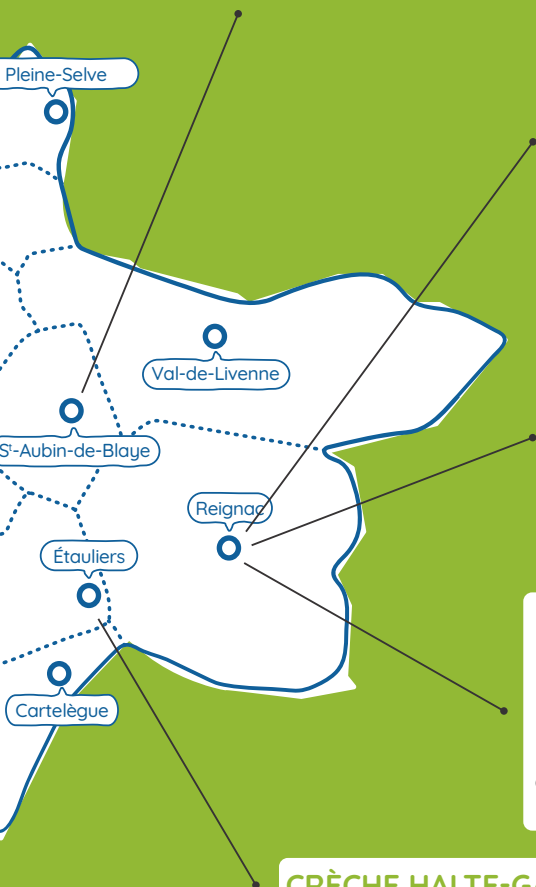 Pleine-Selve
Val-de-Livenne
St-Aubin-de-Blaye
Reignac
Étauliers
Cartelègue
CRÈCHE HALTE-G